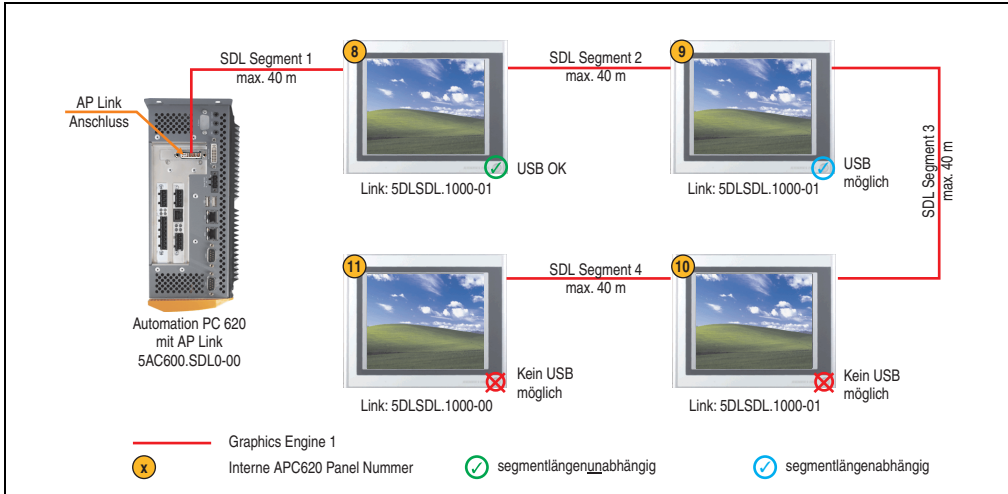 SDL Segment 1
max. 40 m
8
SDL Segment 2
max. 40 m
9
AP Link
Anschluss
USB OK
Link: 5DLSDL.1000-01
USB
möglich
Link: 5DLSDL.1000-01
SDL Segment 3
max. 40 m
11
SDL Segment 4
max. 40 m
10
Automation PC 620
mit AP Link
5AC600.SDL0-00
Kein USB
möglich
Link: 5DLSDL.1000-00
Kein USB
möglich
Link: 5DLSDL.1000-01
Graphics Engine 1
x
Interne APC620 Panel Nummer
segmentlängenunabhängig
segmentlängenabhängig